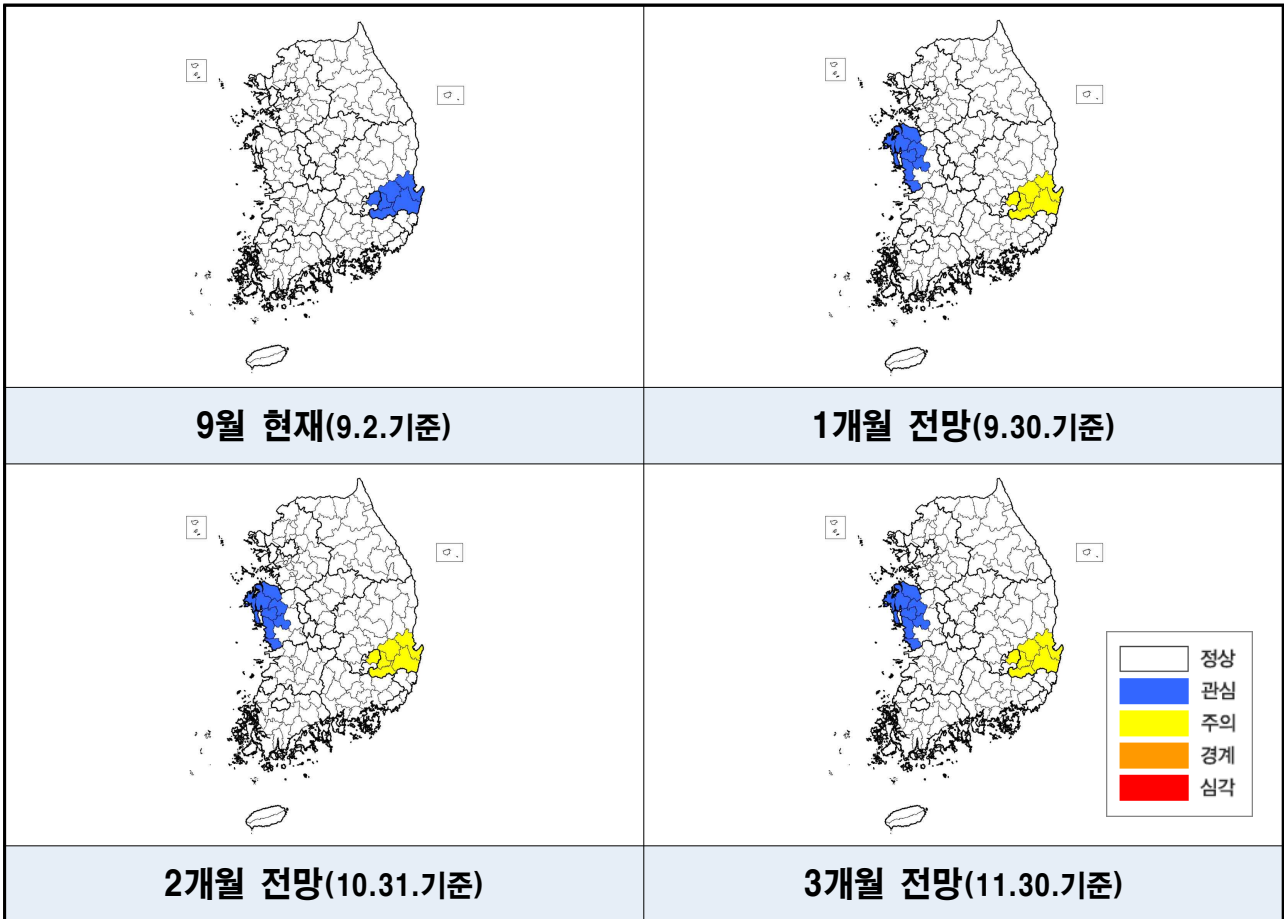 9월 현재(9.2.기준)
1개월 전망(9.30.기준)
정상
관심
주의
경계
심각
2개월 전망(10.31.기준)
3개월 전망(11.30.기준)